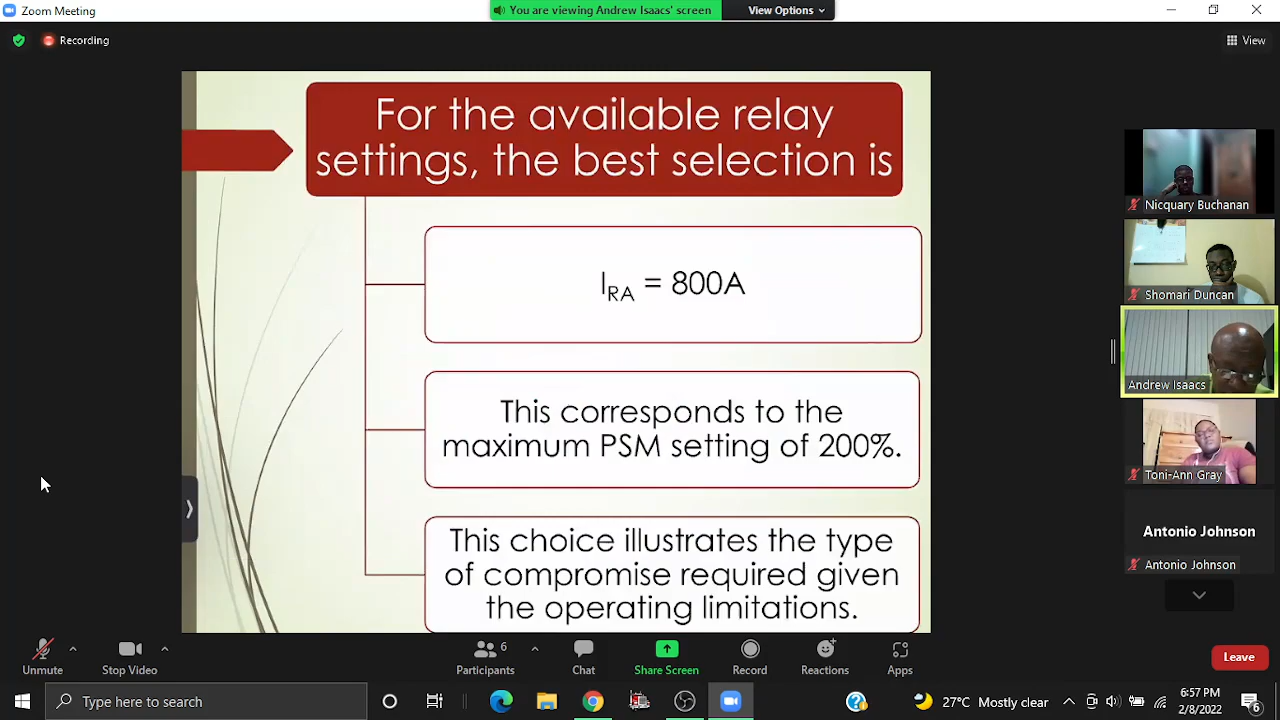 Zoom Meeting
You are viewing Andrew Isaacs' screen
View Options
Recording
View
For the available relay
settings, the best selection is
IRA = 800A
This corresponds to the
maximum PSM setting of 200%.
This choice illustrates the type
of compromise required given
the operating limitations.
Nicquary Buchanan
Shomari Duncan
Andrew Isaacs
Toni-Ann Gray
Antonio Johnson
Antonio Johnson
Unmute
Stop Video
6
Participants
Chat
Share Screen
Record
Reactions
Apps
Leave
Type here to search
27°C Mostly clear
6:57 PM
2/8/2022
6